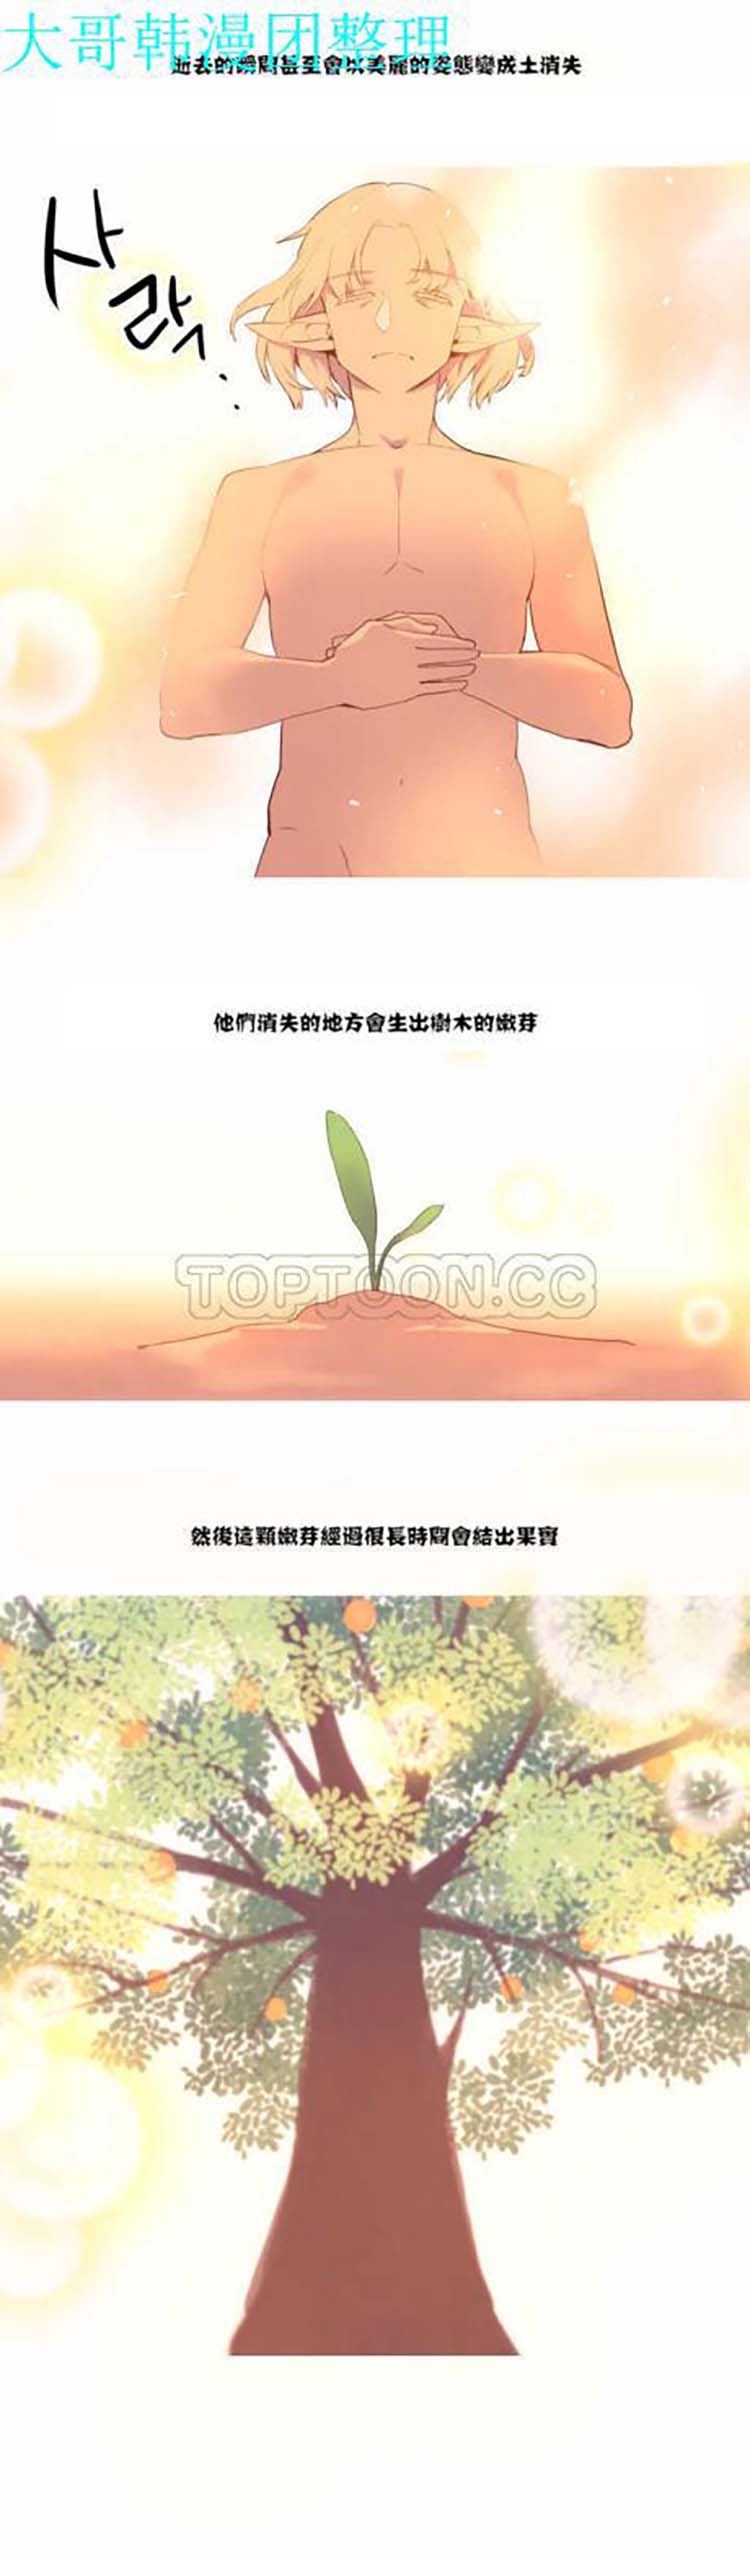 大哥韩漫团整理
逝去的瞬間甚至會以美麗的姿態變成土消失
사락..
他們消失的地方會生出樹木的嫩芽
TOPTOON.CC
然後這顆嫩芽經過很長時間會結出果實